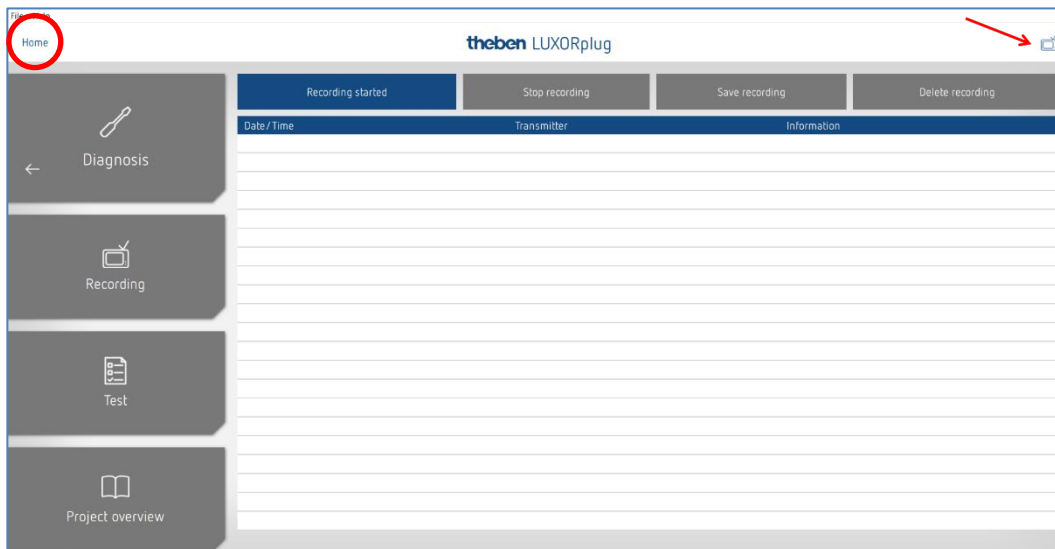 File
Home
theben LUXORplug
Recording started
Stop recording
Save recording
Delete recording
Date/Time
Transmitter
Information
Diagnosis
Recording
Test
Project overview